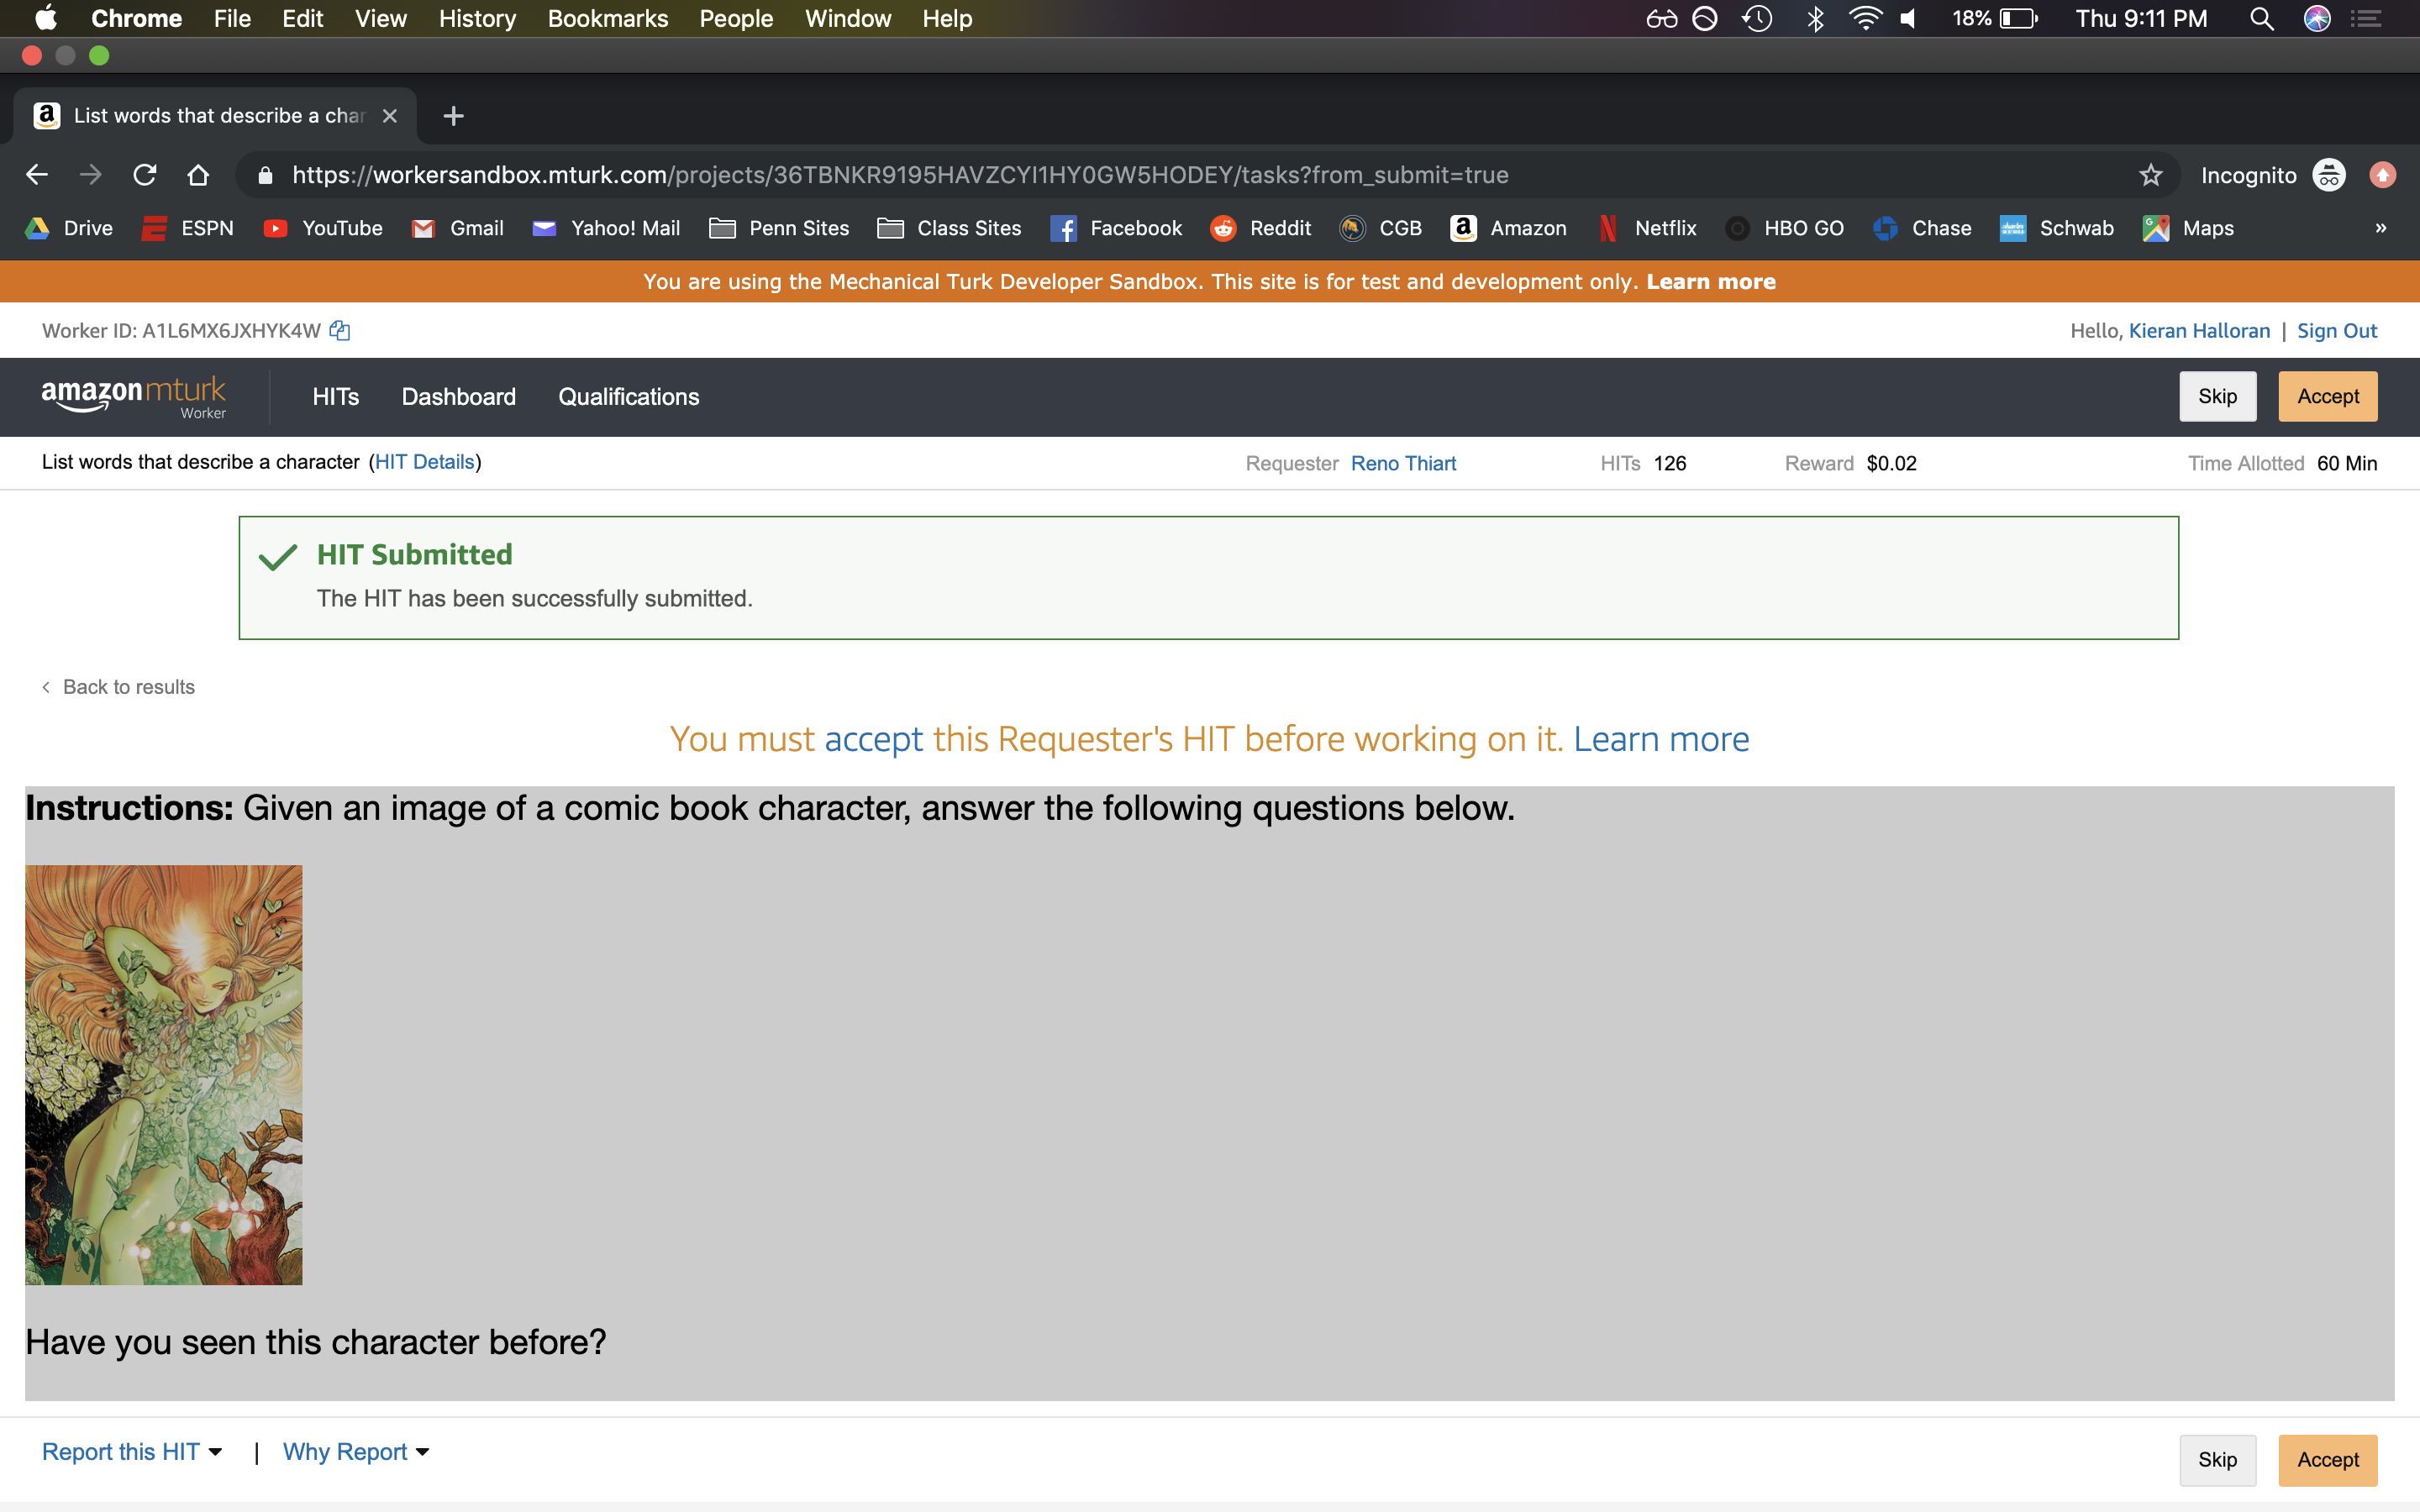 Chrome File Edit View History Bookmarks People Window Help 18% Thu 9:11 PM
List words that describe a char
https://workersandbox.mturk.com/projects/36TBNKR9195HAVZCYI1HY0GW5HODEY/tasks?from_submit=true Incognito
Drive ESPN YouTube Gmail Yahoo! Mail Penn Sites Class Sites Facebook Reddit CGB Amazon Netflix HBO GO Chase Schwab Maps »
You are using the Mechanical Turk Developer Sandbox. This site is for test and development only. Learn more
Worker ID: A1L6MX6JXHYK4W Hello, Kieran Halloran | Sign Out
amazonmturk HITs Dashboard Qualifications Skip Accept
Worker
List words that describe a character (HIT Details) Requester Reno Thiart HITs 126 Reward $0.02 Time Allotted 60 Min
HIT Submitted
The HIT has been successfully submitted.
Back to results
You must accept this Requester's HIT before working on it. Learn more
Instructions: Given an image of a comic book character, answer the following questions below.
Have you seen this character before?
Report this HIT | Why Report Skip Accept